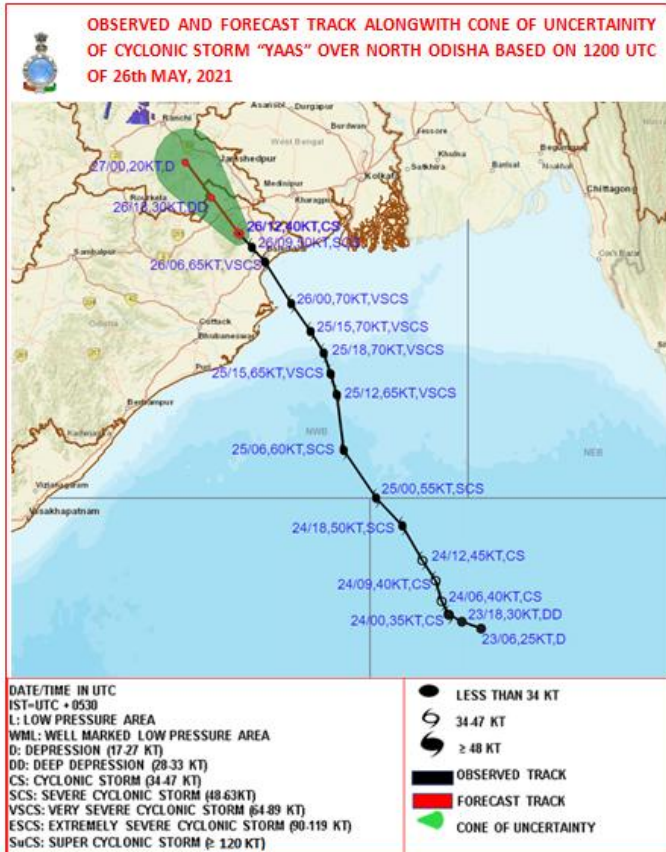 OBSERVED AND FORECAST TRACK ALONGWITH CONE OF UNCERTAINITY
OF CYCLONIC STORM “YAAS” OVER NORTH ODISHA BASED ON 1200 UTC
OF 26th MAY, 2021
Asansol
Durgapur
Ranchi
Burdwan
Jessore
West Bengal
Khulna
Satkhira
Barisal
Noakhali
Chittagong
27/00,20KT,D
Jamshedpur
Kolkata
Medinipur
Kharagpur
Rourkela
26/18,30KT,DD
26/12,40KT,CS
26/09,50KT,SCS
Cox's Bazar
Sambalpur
26/06,65KT,VSCS
26/00,70KT,VSCS
Odisha
Cuttack
25/15,70KT,VSCS
Bhubaneswar
25/18,70KT,VSCS
Puri
25/15,65KT,VSCS
25/12,65KT,VSCS
NWB
NEB
25/06,60KT,SCS
Vizianagaram
Visakhapatnam
25/00,55KT,SCS
24/18,50KT,SCS
24/12,45KT,CS
24/09,40KT,CS
24/06,40KT,CS
24/00,35KT,CS
23/18,30KT,DD
23/06,25KT,D
DATE/TIME IN UTC
IST=UTC + 0530
L: LOW PRESSURE AREA
WML: WELL MARKED LOW PRESSURE AREA
D: DEPRESSION (17-27 KT)
DD: DEEP DEPRESSION (28-33 KT)
CS: CYCLONIC STORM (34-47 KT)
SCS: SEVERE CYCLONIC STORM (48-63KT)
VSCS: VERY SEVERE CYCLONIC STORM (64-89 KT)
ESCS: EXTREMELY SEVERE CYCLONIC STORM (90-119 KT)
SuCS: SUPER CYCLONIC STORM (≥ 120 KT)
LESS THAN 34 KT
34-47 KT
≥ 48 KT
OBSERVED TRACK
FORECAST TRACK
CONE OF UNCERTAINTY